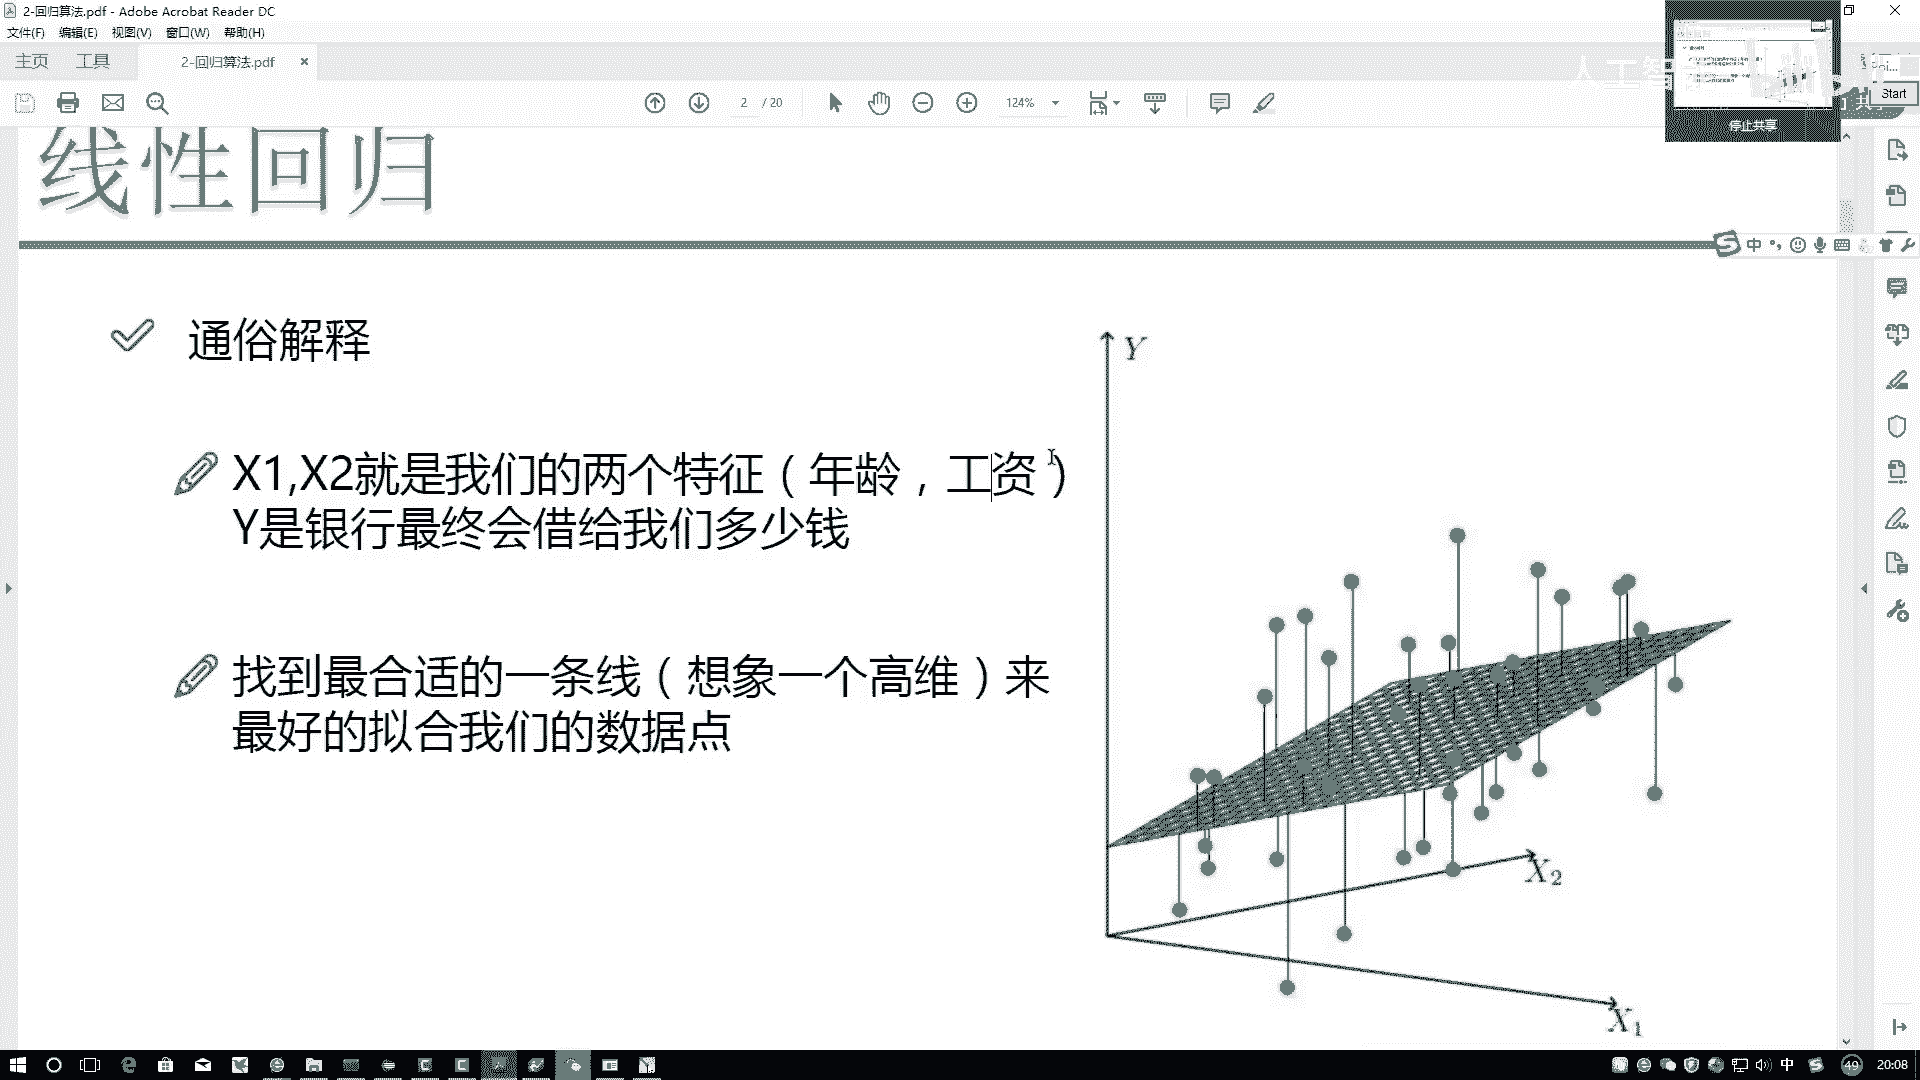 2-回归算法.pdf - Adobe Acrobat Reader DC
文件(F) 编辑(E) 视图(V) 窗口(W) 帮助(H)
主页 工具 2-回归算法.pdf ×
2 / 20 124%
Start
停止共享
线性回归
中
通俗解释
X1,X2就是我们的两个特征（年龄，工资）
Y是银行最终会借给我们多少钱
找到最合适的一条线（想象一个高维）来
最好的拟合我们的数据点
Y
X2
X1
中 49 20:08